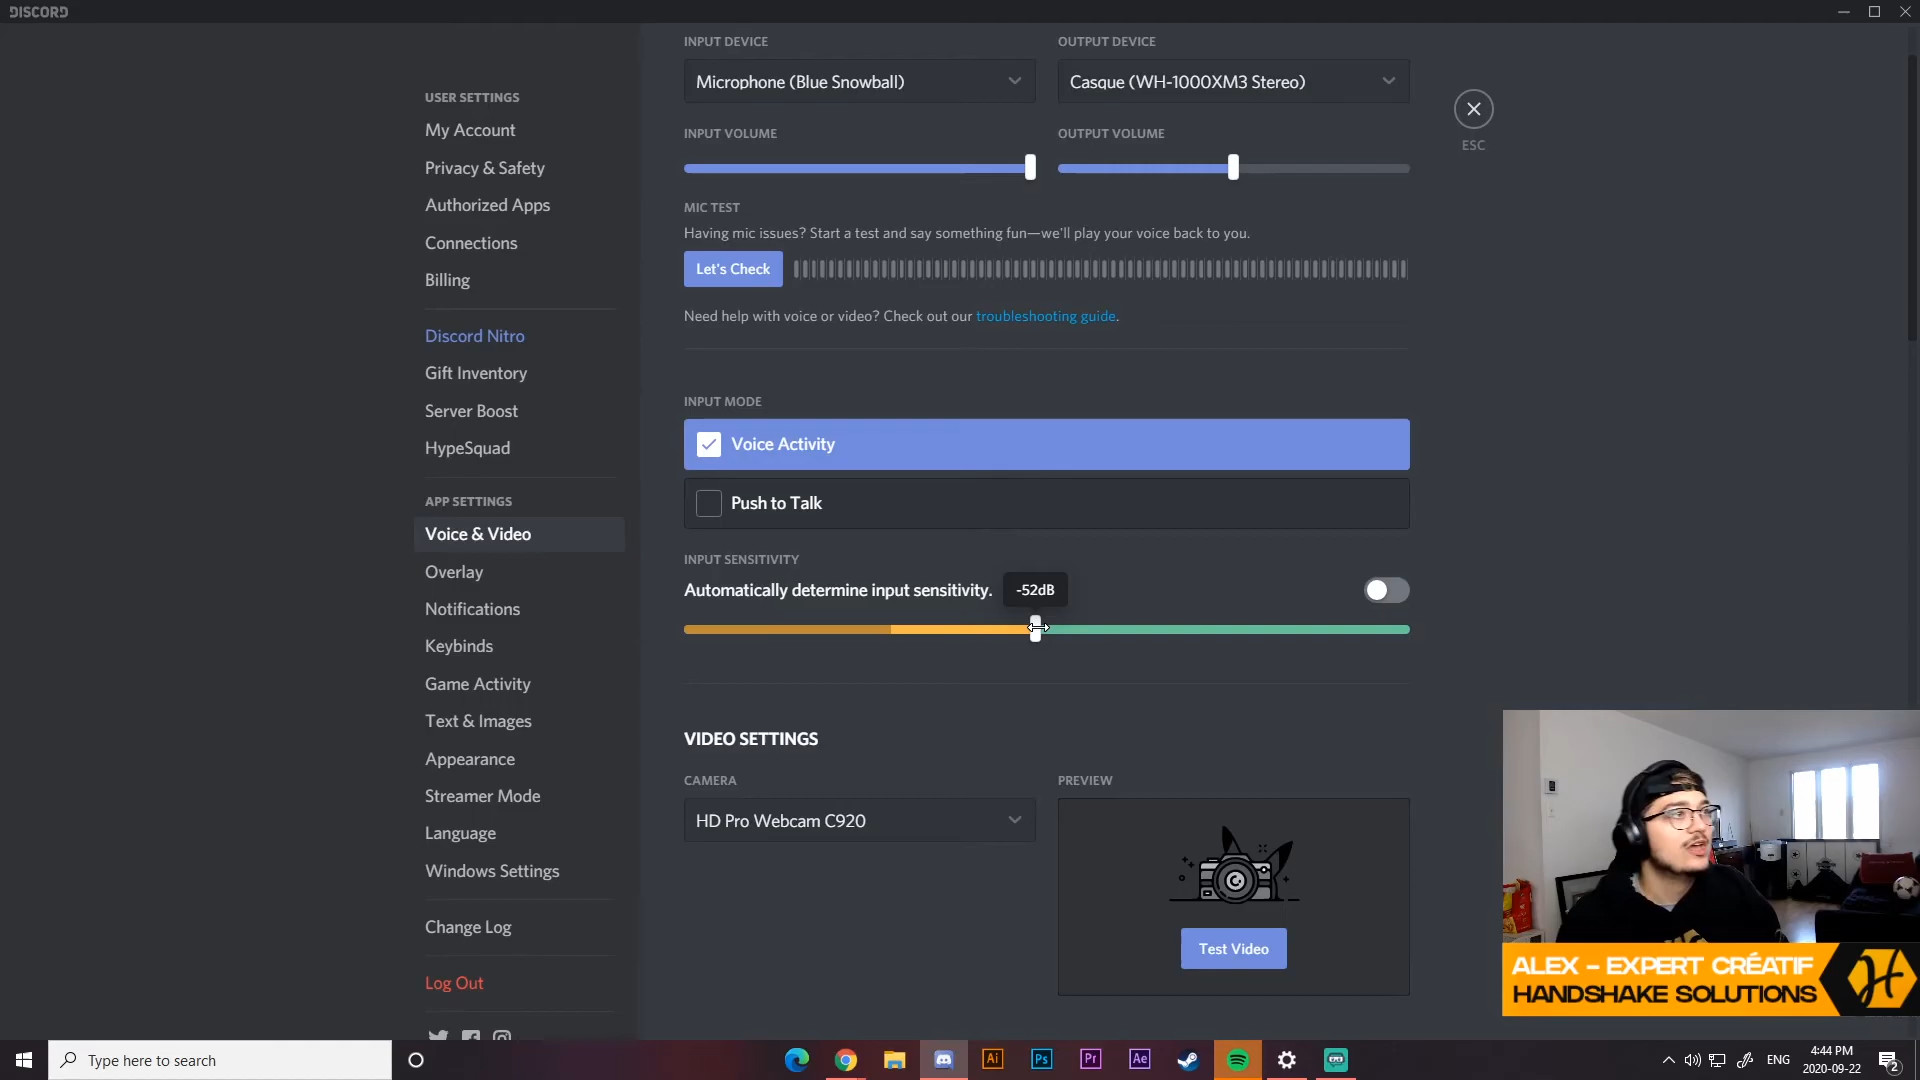 DISCORD
USER SETTINGS
My Account
Privacy & Safety
Authorized Apps
Connections
Billing
Discord Nitro
Gift Inventory
Server Boost
HypeSquad
APP SETTINGS
Voice & Video
Overlay
Notifications
Keybinds
Game Activity
Text & Images
Appearance
Streamer Mode
Language
Windows Settings
Change Log
Log Out
INPUT DEVICE
Microphone (Blue Snowball)
OUTPUT DEVICE
Casque (WH-1000XM3 Stereo)
INPUT VOLUME
OUTPUT VOLUME
MIC TEST
Having mic issues? Start a test and say something fun—we'll play your voice back to you.
Let's Check
Need help with voice or video? Check out our troubleshooting guide.
INPUT MODE
Voice Activity
Push to Talk
INPUT SENSITIVITY
Automatically determine input sensitivity.
-52dB
VIDEO SETTINGS
CAMERA
HD Pro Webcam C920
PREVIEW
Test Video
ESC
ALEX - EXPERT CRÉATIF
HANDSHAKE SOLUTIONS
H
Type here to search
Ai
Ps
Pr
Ae
ENG
4:44 PM
2020-09-22
2